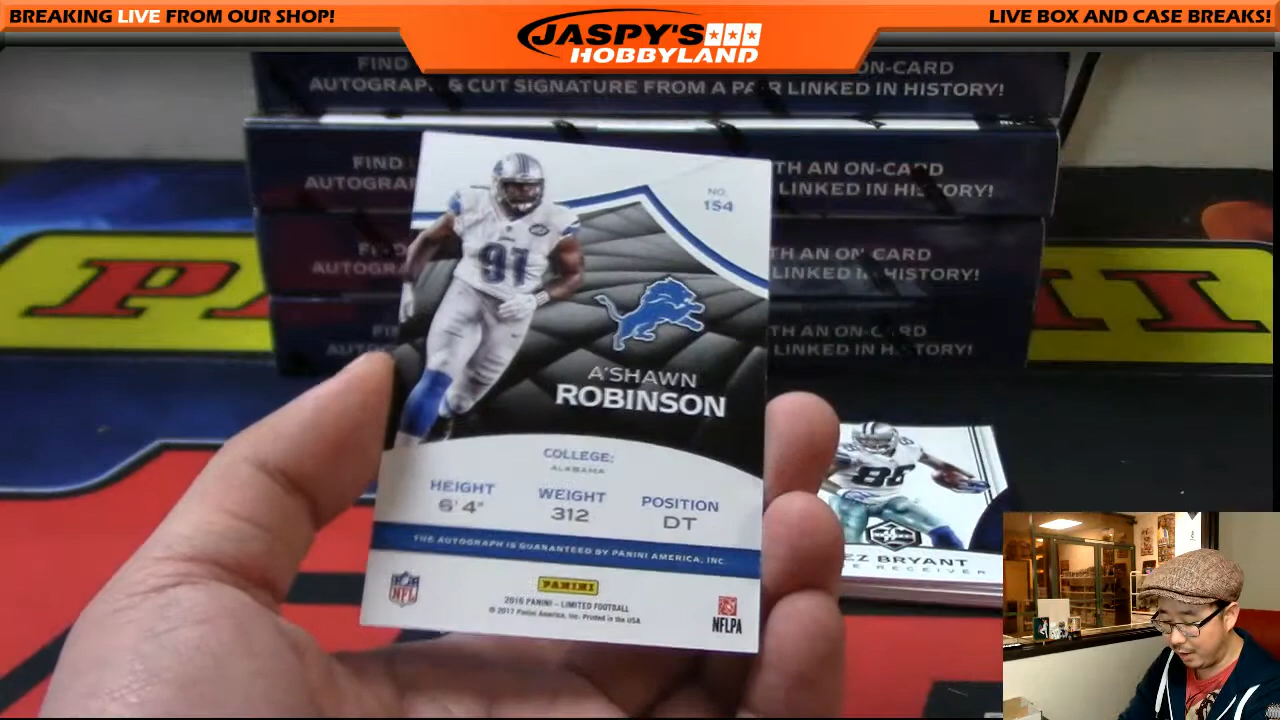 BREAKING LIVE FROM OUR SHOP!
JASPY'S
HOBBYLAND
LIVE BOX AND CASE BREAKS!
FIND
ON-CARD
& CUT SIGNATURE FROM A PAIR LINKED IN HISTORY!
TH AN ON-CARD
LINKED IN HISTORY!
TH AN ON-CARD
LINKED IN HISTORY!
TH AN ON-CARD
LINKED IN HISTORY!
NO.
154
91
A'SHAWN
ROBINSON
COLLEGE:
ALABAMA
HEIGHT
6' 4"
WEIGHT
312
POSITION
DT
THE AUTOGRAPH IS GUARANTEED BY PANINI AMERICA, INC.
PANINI
2016 PANINI – LIMITED FOOTBALL
© 2017 Panini America, Inc. Printed in the USA
NFL
NFLPA
88
EZ BRYANT
E RECEIVER